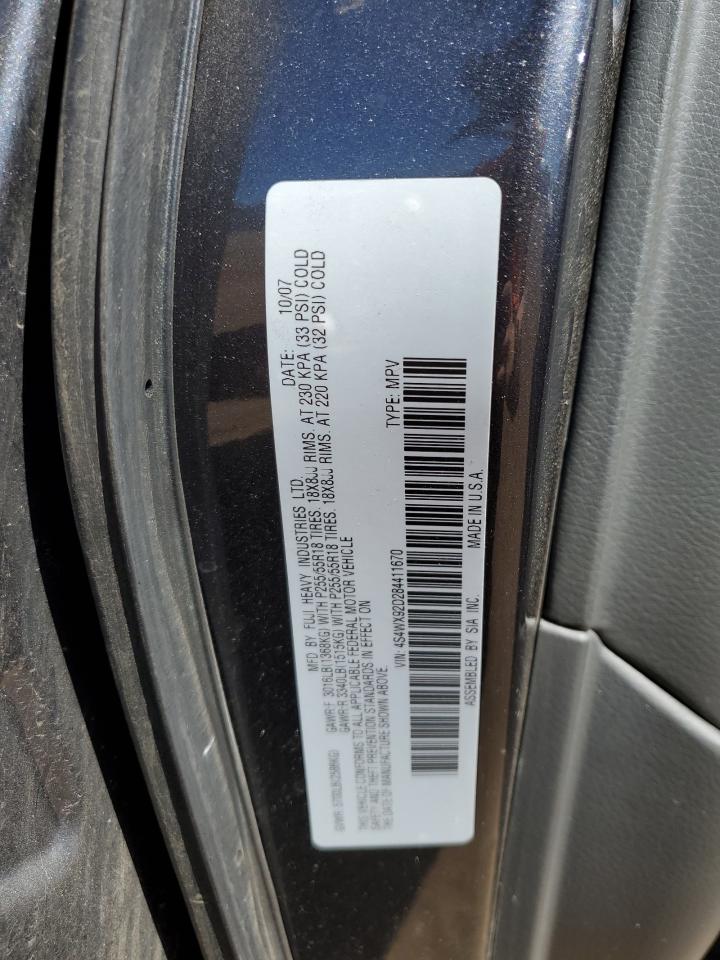 MFD. BY FUJI HEAVY INDUSTRIES LTD. DATE: 10/07
GAWR-F 3016LB(1368KG) WITH P255/55R18 TIRES. 18X8JJ RIMS. AT 230 KPA (33 PSI) COLD
GAWR-R 3340LB(1515KG) WITH P255/55R18 TIRES. 18X8JJ RIMS. AT 220 KPA (32 PSI) COLD
THIS VEHICLE CONFORMS TO ALL APPLICABLE FEDERAL MOTOR VEHICLE
SAFETY AND THEFT PREVENTION STANDARDS IN EFFECT ON
THE DATE OF MANUFACTURE SHOWN ABOVE.
VIN: 4S4WX92D284411670 TYPE: MPV
ASSEMBLED BY SIA INC. MADE IN U.S.A.